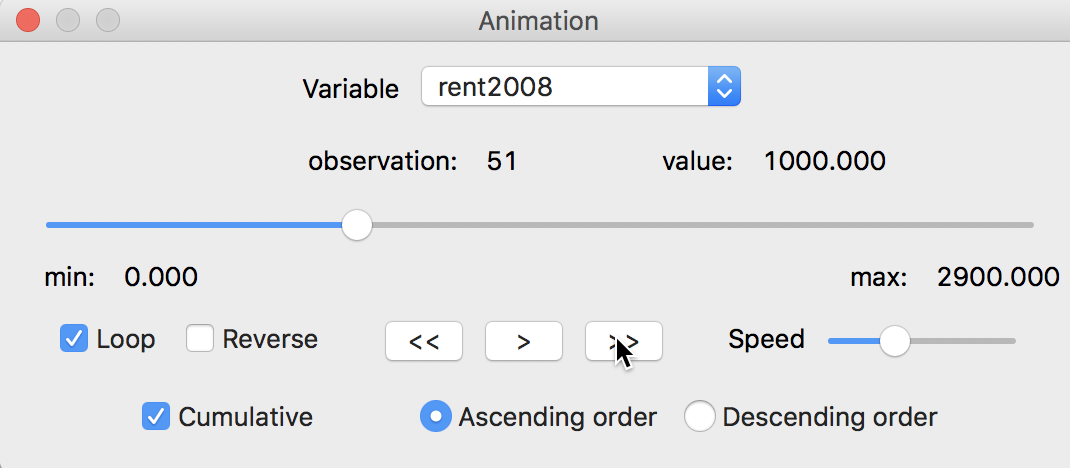 Animation
Variable rent2008
observation: 51 value: 1000.000
min: 0.000 max: 2900.000
Loop Reverse << > >> Speed
Cumulative Ascending order Descending order